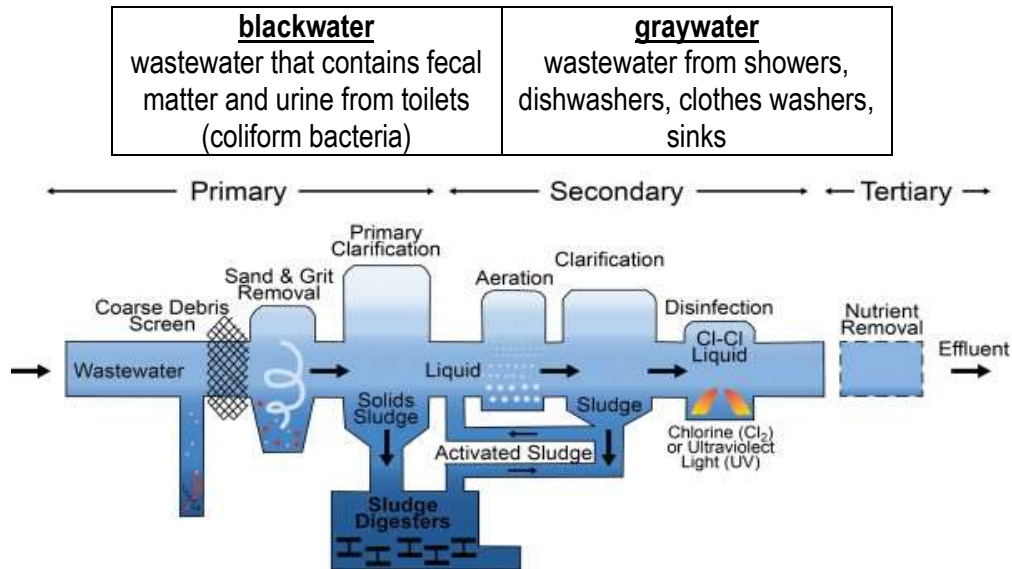 blackwater
wastewater that contains fecal
matter and urine from toilets
(coliform bacteria)
graywater
wastewater from showers,
dishwashers, clothes washers,
sinks
Primary
Secondary
Tertiary
Coarse Debris
Screen
Sand & Grit
Removal
Primary
Clarification
Aeration
Clarification
Disinfection
Nutrient
Removal
Wastewater
Liquid
Cl-Cl
Liquid
Effluent
Solids
Sludge
Sludge
Activated Sludge
Chlorine (Cl₂)
or Ultraviolect
Light (UV)
Sludge
Digesters